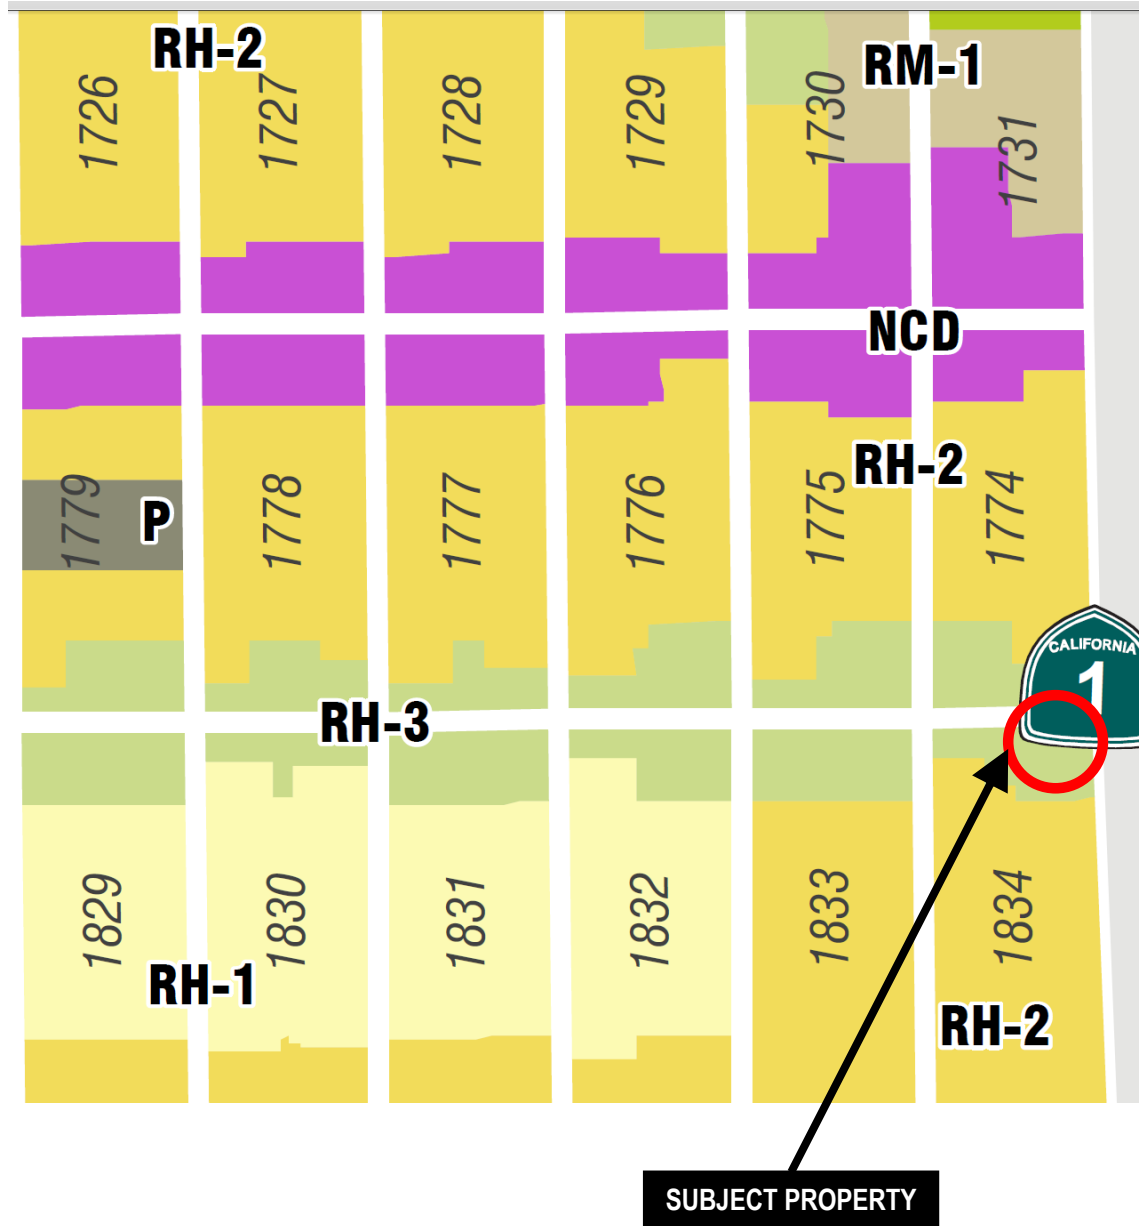 RH-2
RM-1
1726
1727
1728
1729
1730
1731
NCD
RH-2
1779
P
1778
1777
1776
1775
1774
CALIFORNIA
1
RH-3
1829
1830
1831
1832
1833
1834
RH-1
RH-2
SUBJECT PROPERTY